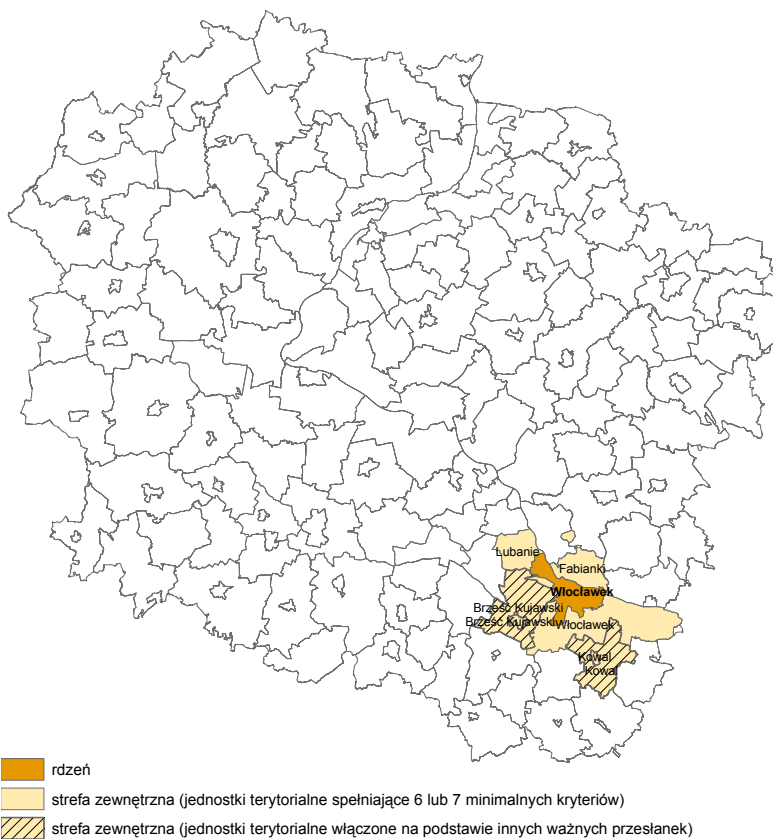 Lubanie
Fabianki
Włocławek
Brześć Kujawski
Brześć Kujawski
Włocławek
Kowal
Kowal
rdzeń
strefa zewnętrzna (jednostki terytorialne spełniające 6 lub 7 minimalnych kryteriów)
strefa zewnętrzna (jednostki terytorialne włączone na podstawie innych ważnych przesłanek)